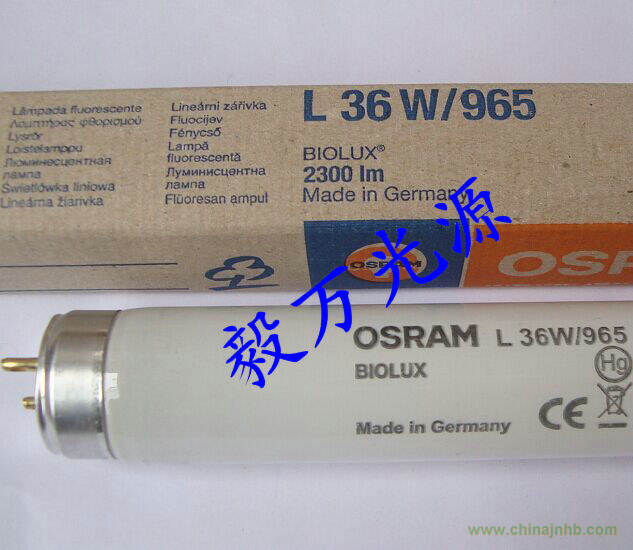 Lâmpada fluorescente
Λαμπτήρας φθορισμού
Lysrör
Loistelamppu
Люминесцентная
лампа
Świetlówka liniowa
Lineárna žiarivka
Lineární zářivka
Fluocijev
Fénycső
Lampă
fluorescentă
Луминисцентна
лампа
Flüoresan ampul
L 36 W/965
BIOLUX®
2300 lm
Made in Germany
OSRAM
OSR
毅万光源
OSRAM L 36W/965
BIOLUX
Hg
CE
Made in Germany
www.chinajnhb.com